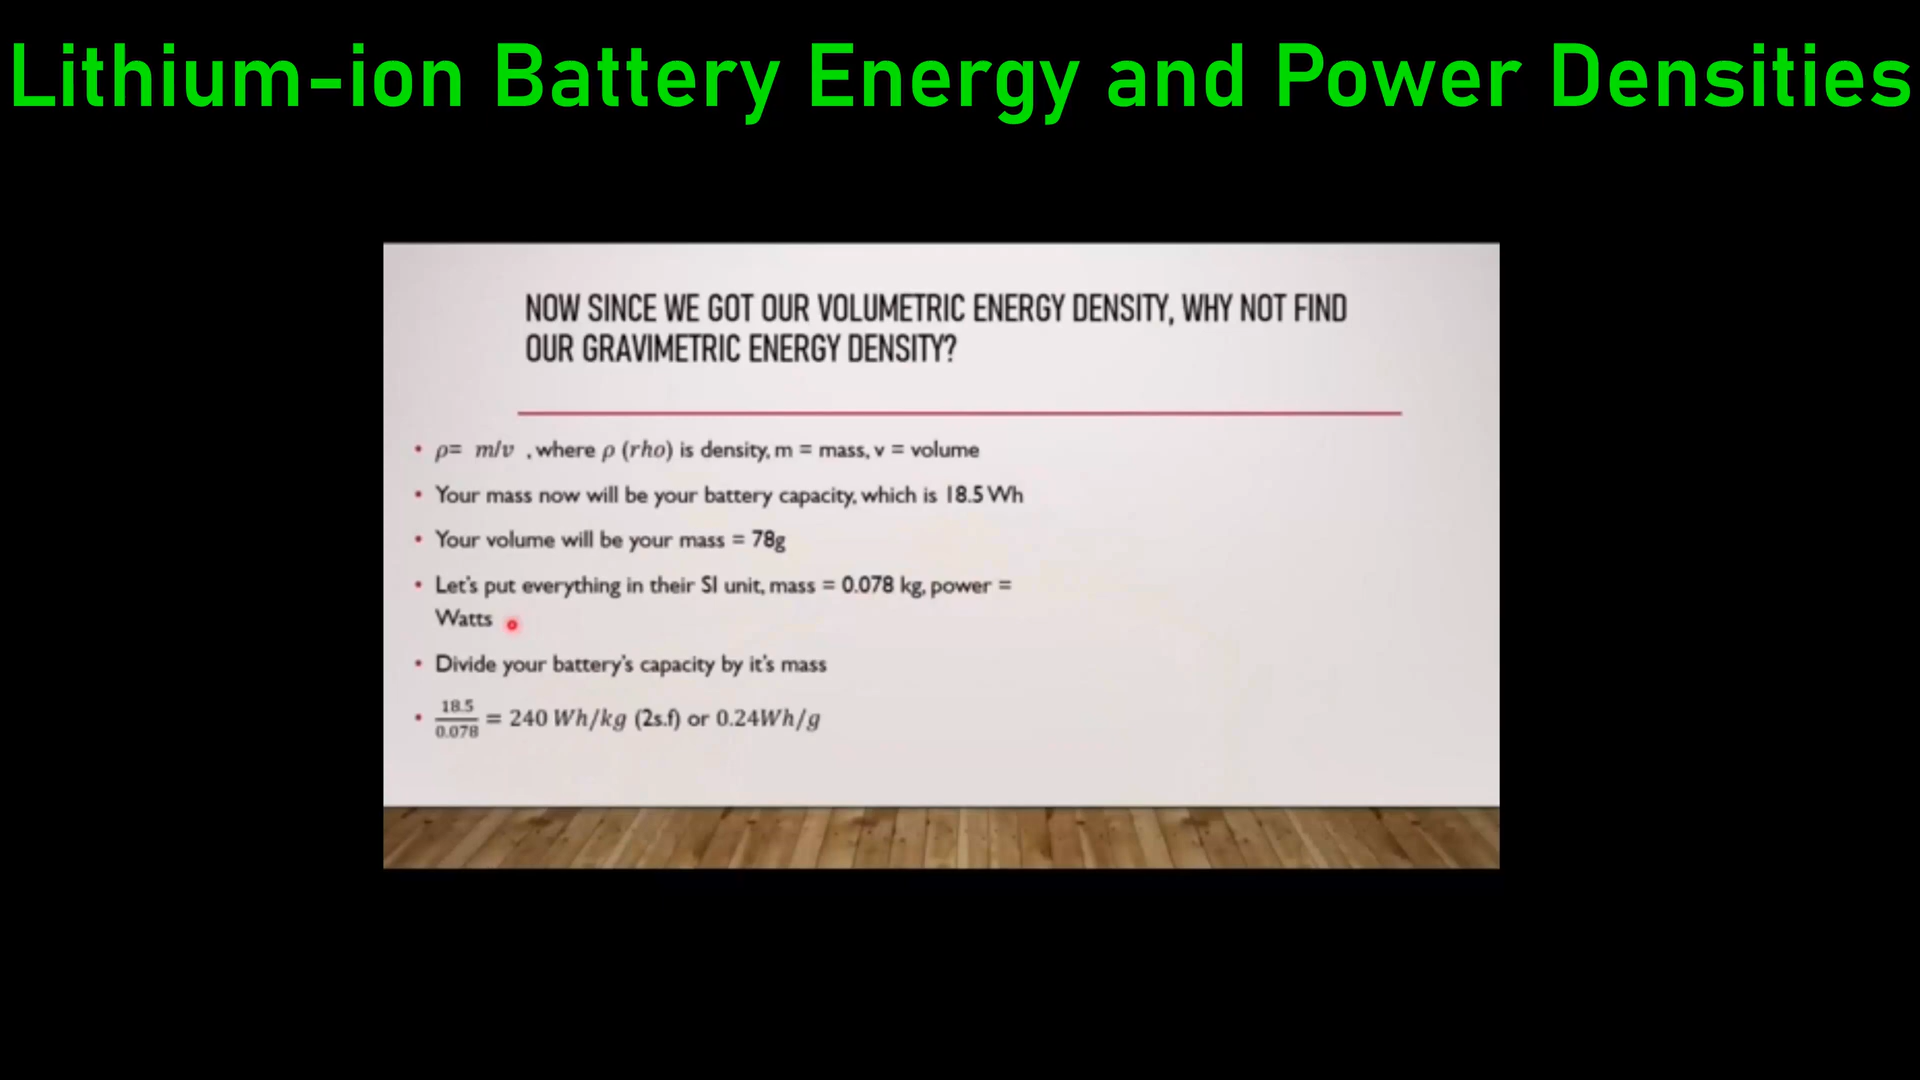 Lithium-ion Battery Energy and Power Densities
NOW SINCE WE GOT OUR VOLUMETRIC ENERGY DENSITY, WHY NOT FIND
OUR GRAVIMETRIC ENERGY DENSITY?
• ρ= m/v , where ρ (rho) is density, m = mass, v = volume
• Your mass now will be your battery capacity, which is 18.5 Wh
• Your volume will be your mass = 78g
• Let's put everything in their SI unit, mass = 0.078 kg, power =
Watts
• Divide your battery's capacity by it's mass
• 18.5/0.078 = 240 Wh/kg (2s.f) or 0.24Wh/g